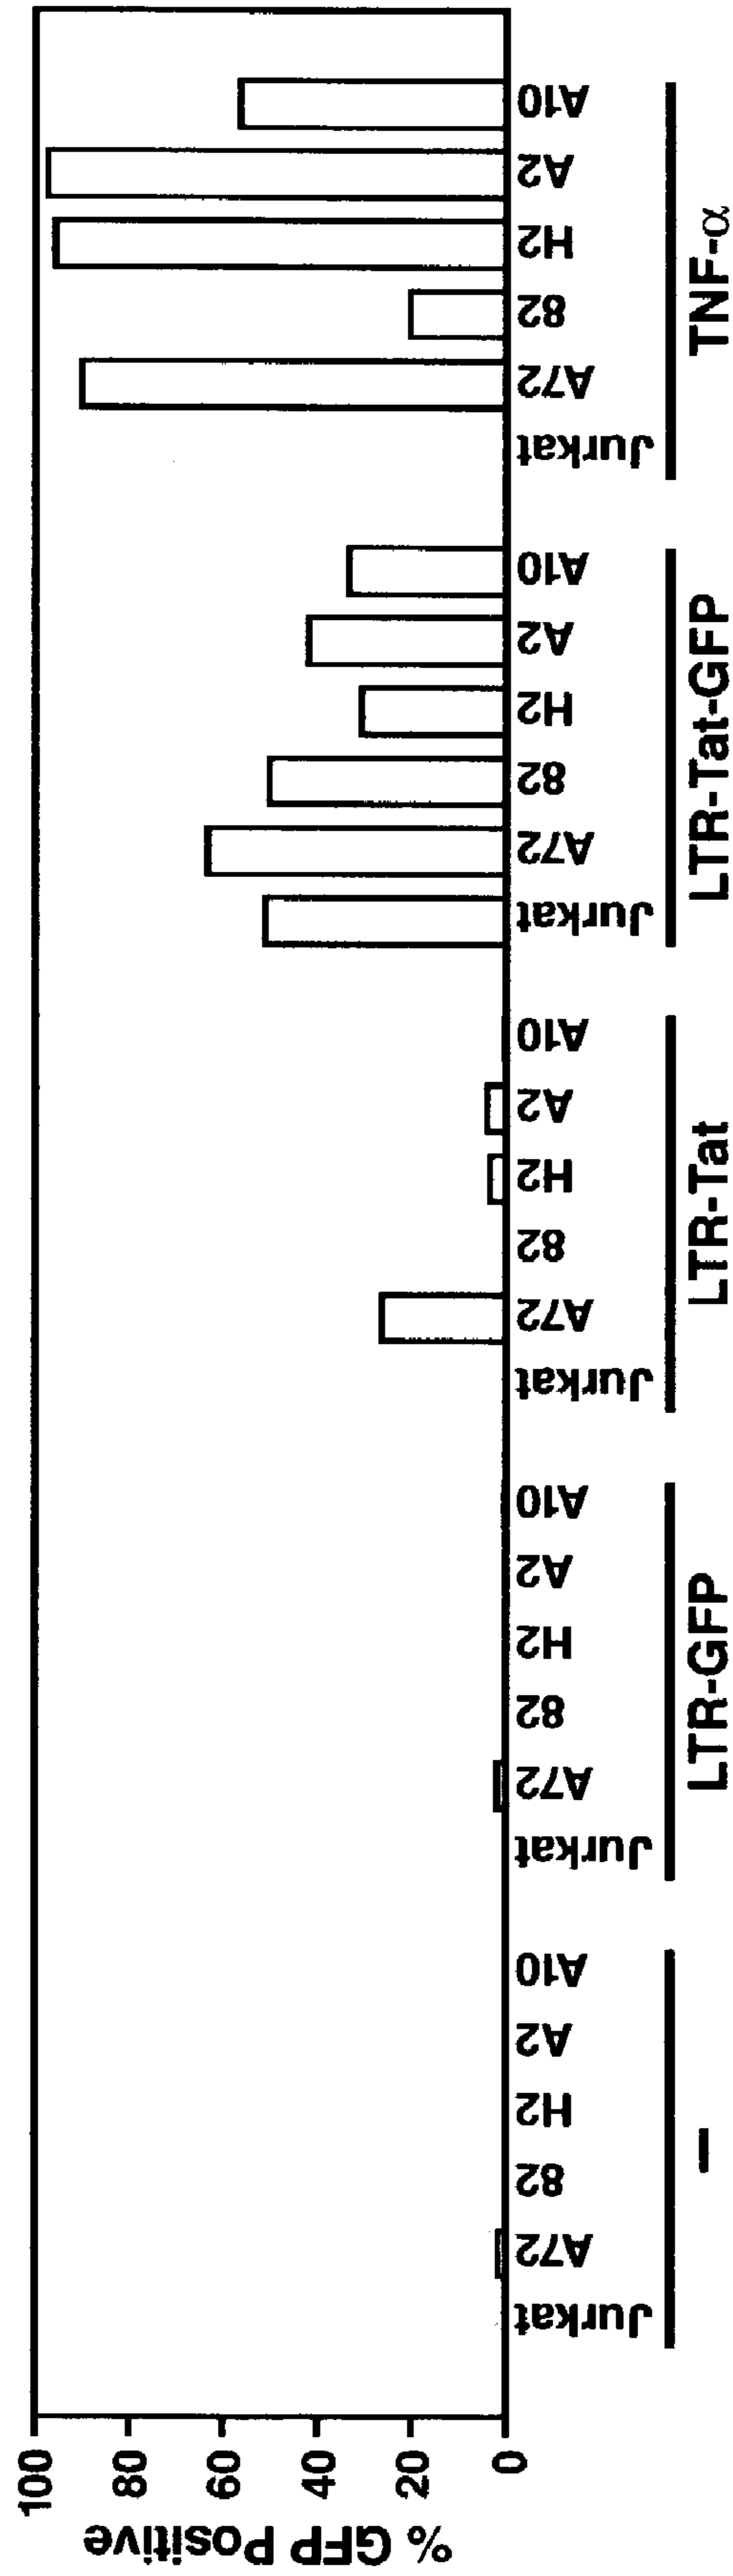 % GFP Positive
100
80
60
40
20
0
Jurkat
A72
82
H2
A2
A10
Jurkat
A72
82
H2
A2
A10
Jurkat
A72
82
H2
A2
A10
Jurkat
A72
82
H2
A2
A10
Jurkat
A72
82
H2
A2
A10
–
LTR-GFP
LTR-Tat
LTR-Tat-GFP
TNF-α